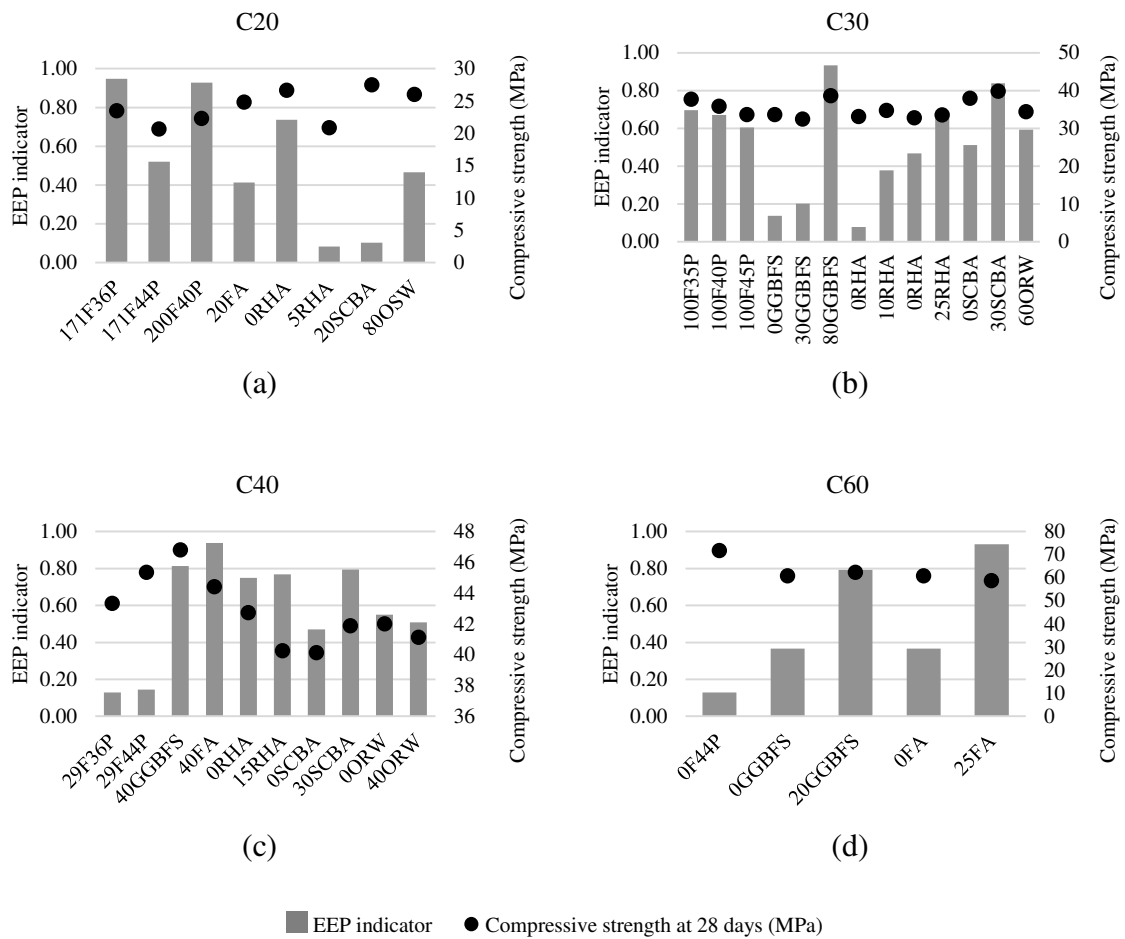 C20
EEP indicator
1.00
0.80
0.60
0.40
0.20
0.00
30
25
20
15
10
5
0
Compressive strength (MPa)
171F36P
171F44P
200F40P
20FA
0RHA
5RHA
20SCBA
80OSW
(a)
C30
EEP indicator
1.00
0.80
0.60
0.40
0.20
0.00
50
40
30
20
10
0
Compressive strength (MPa)
100F35P
100F40P
100F45P
0GGBFS
30GGBFS
80GGBFS
0RHA
10RHA
0RHA
25RHA
0SCBA
30SCBA
60ORW
(b)
C40
EEP indicator
1.00
0.80
0.60
0.40
0.20
0.00
48
46
44
42
40
38
36
Compressive strength (MPa)
29F36P
29F44P
40GGBFS
40FA
0RHA
15RHA
0SCBA
30SCBA
0ORW
40ORW
(c)
C60
EEP indicator
1.00
0.80
0.60
0.40
0.20
0.00
80
70
60
50
40
30
20
10
0
Compressive strength (MPa)
0F44P
0GGBFS
20GGBFS
0FA
25FA
(d)
EEP indicator
Compressive strength at 28 days (MPa)